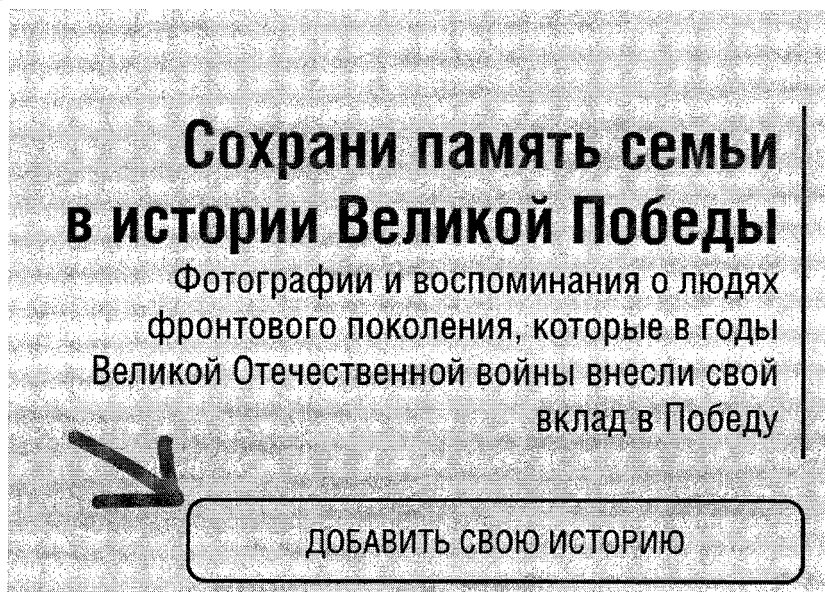 Сохрани память семьи
в истории Великой Победы
Фотографии и воспоминания о людях
фронтового поколения, которые в годы
Великой Отечественной войны внесли свой
вклад в Победу
ДОБАВИТЬ СВОЮ ИСТОРИЮ